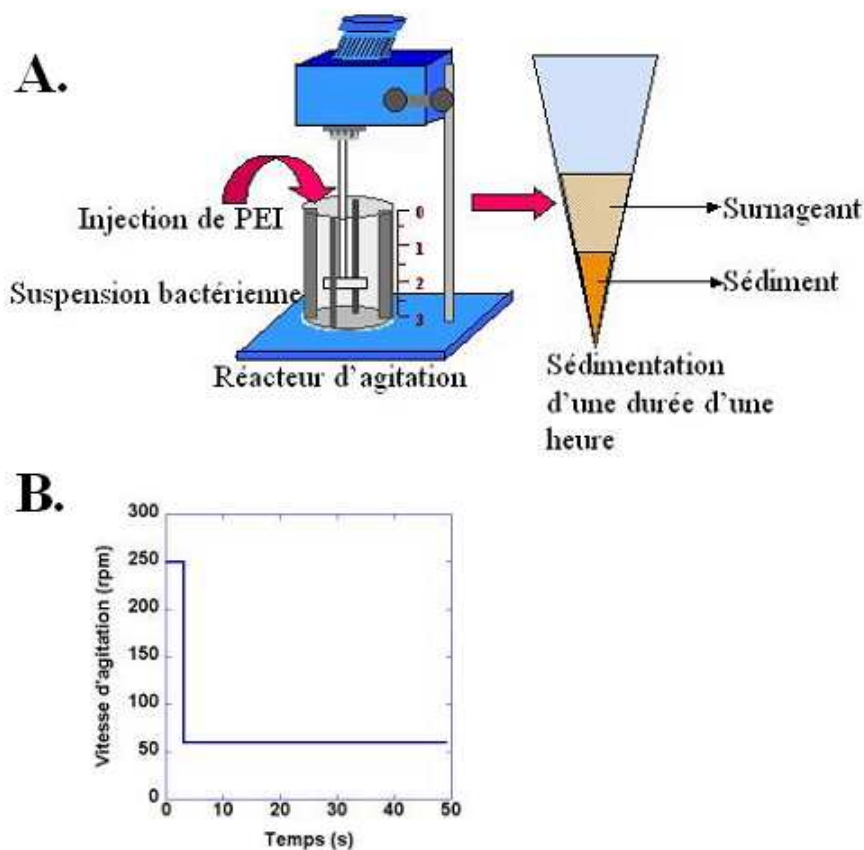 A.
Injection de PEI
Suspension bactérienne
0
1
2
3
Réacteur d'agitation
Surnageant
Sédiment
Sédimentation
d'une durée d'une
heure
B.
Vitesse d'agitation (rpm)
300
250
200
150
100
50
0
0 10 20 30 40 50
Temps (s)